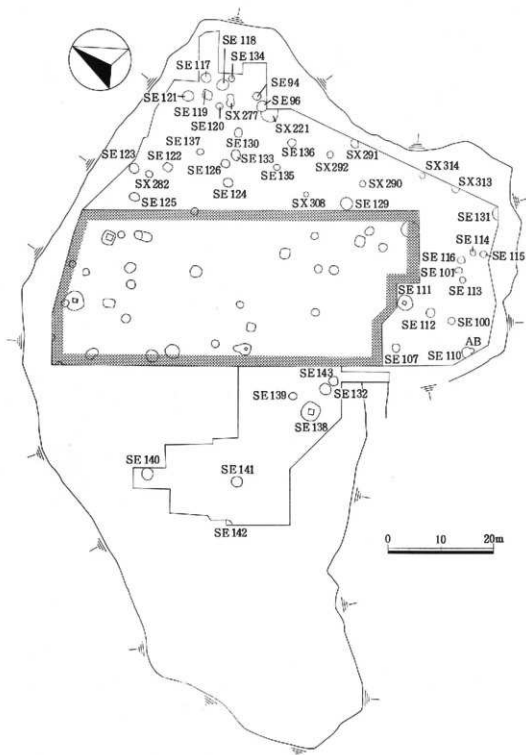 SE 118
SE 134
SE 117
SE 94
SE 121
SE 96
SE 119
SX 277
SE 120
SX 221
SE 137
SE 130
SE 136
SX 291
SE 123
SE 122
SE 133
SX 292
SE 126
SX 314
SX 282
SE 135
SX 290
SX 313
SE 124
SE 125
SX 308
SE 129
SE 131
SE 114
SE 116
SE 115
SE 101
SE 113
SE 111
SE 112
SE 100
AB
SE 107
SE 110
SE 143
SE 139
SE 132
SE 138
SE 140
SE 141
SE 142
0 10 20m